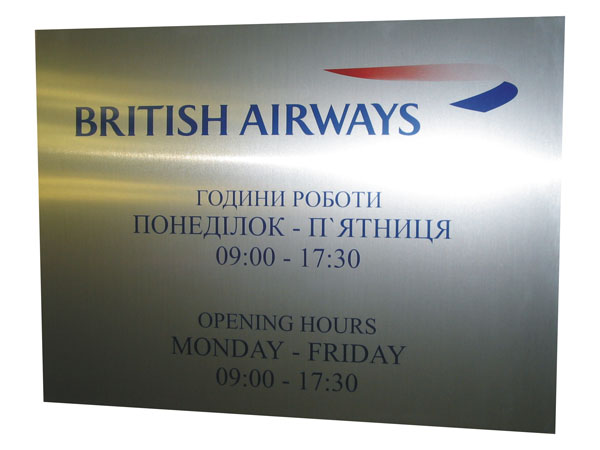 BRITISH AIRWAYS
ГОДИНИ РОБОТИ
ПОНЕДІЛОК - П`ЯТНИЦЯ
09:00 - 17:30
OPENING HOURS
MONDAY - FRIDAY
09:00 - 17:30